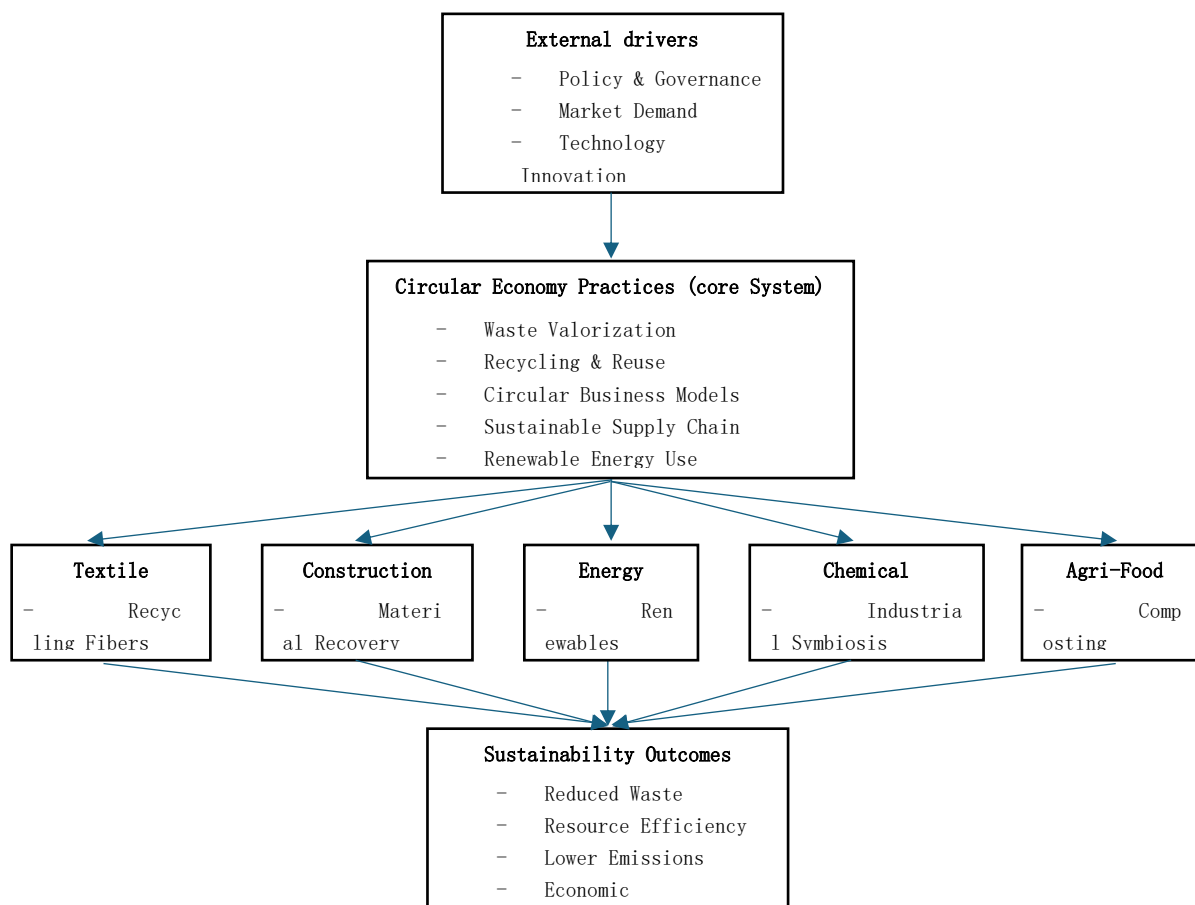 External drivers
- Policy & Governance
- Market Demand
- Technology
Innovation
Circular Economy Practices (core System)
- Waste Valorization
- Recycling & Reuse
- Circular Business Models
- Sustainable Supply Chain
- Renewable Energy Use
Textile
- Recyc
ling Fibers
Construction
- Materi
al Recovery
Energy
- Ren
ewables
Chemical
- Industria
l Symbiosis
Agri-Food
- Comp
osting
Sustainability Outcomes
- Reduced Waste
- Resource Efficiency
- Lower Emissions
- Economic